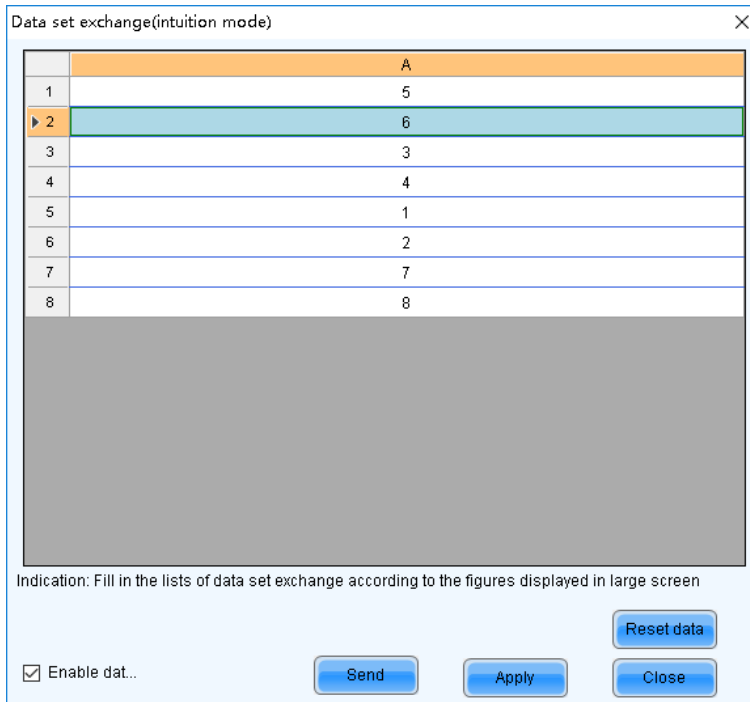 Data set exchange(intuition mode)
A
1 5
2 6
3 3
4 4
5 1
6 2
7 7
8 8
Indication: Fill in the lists of data set exchange according to the figures displayed in large screen
Reset data
Enable dat... Send Apply Close